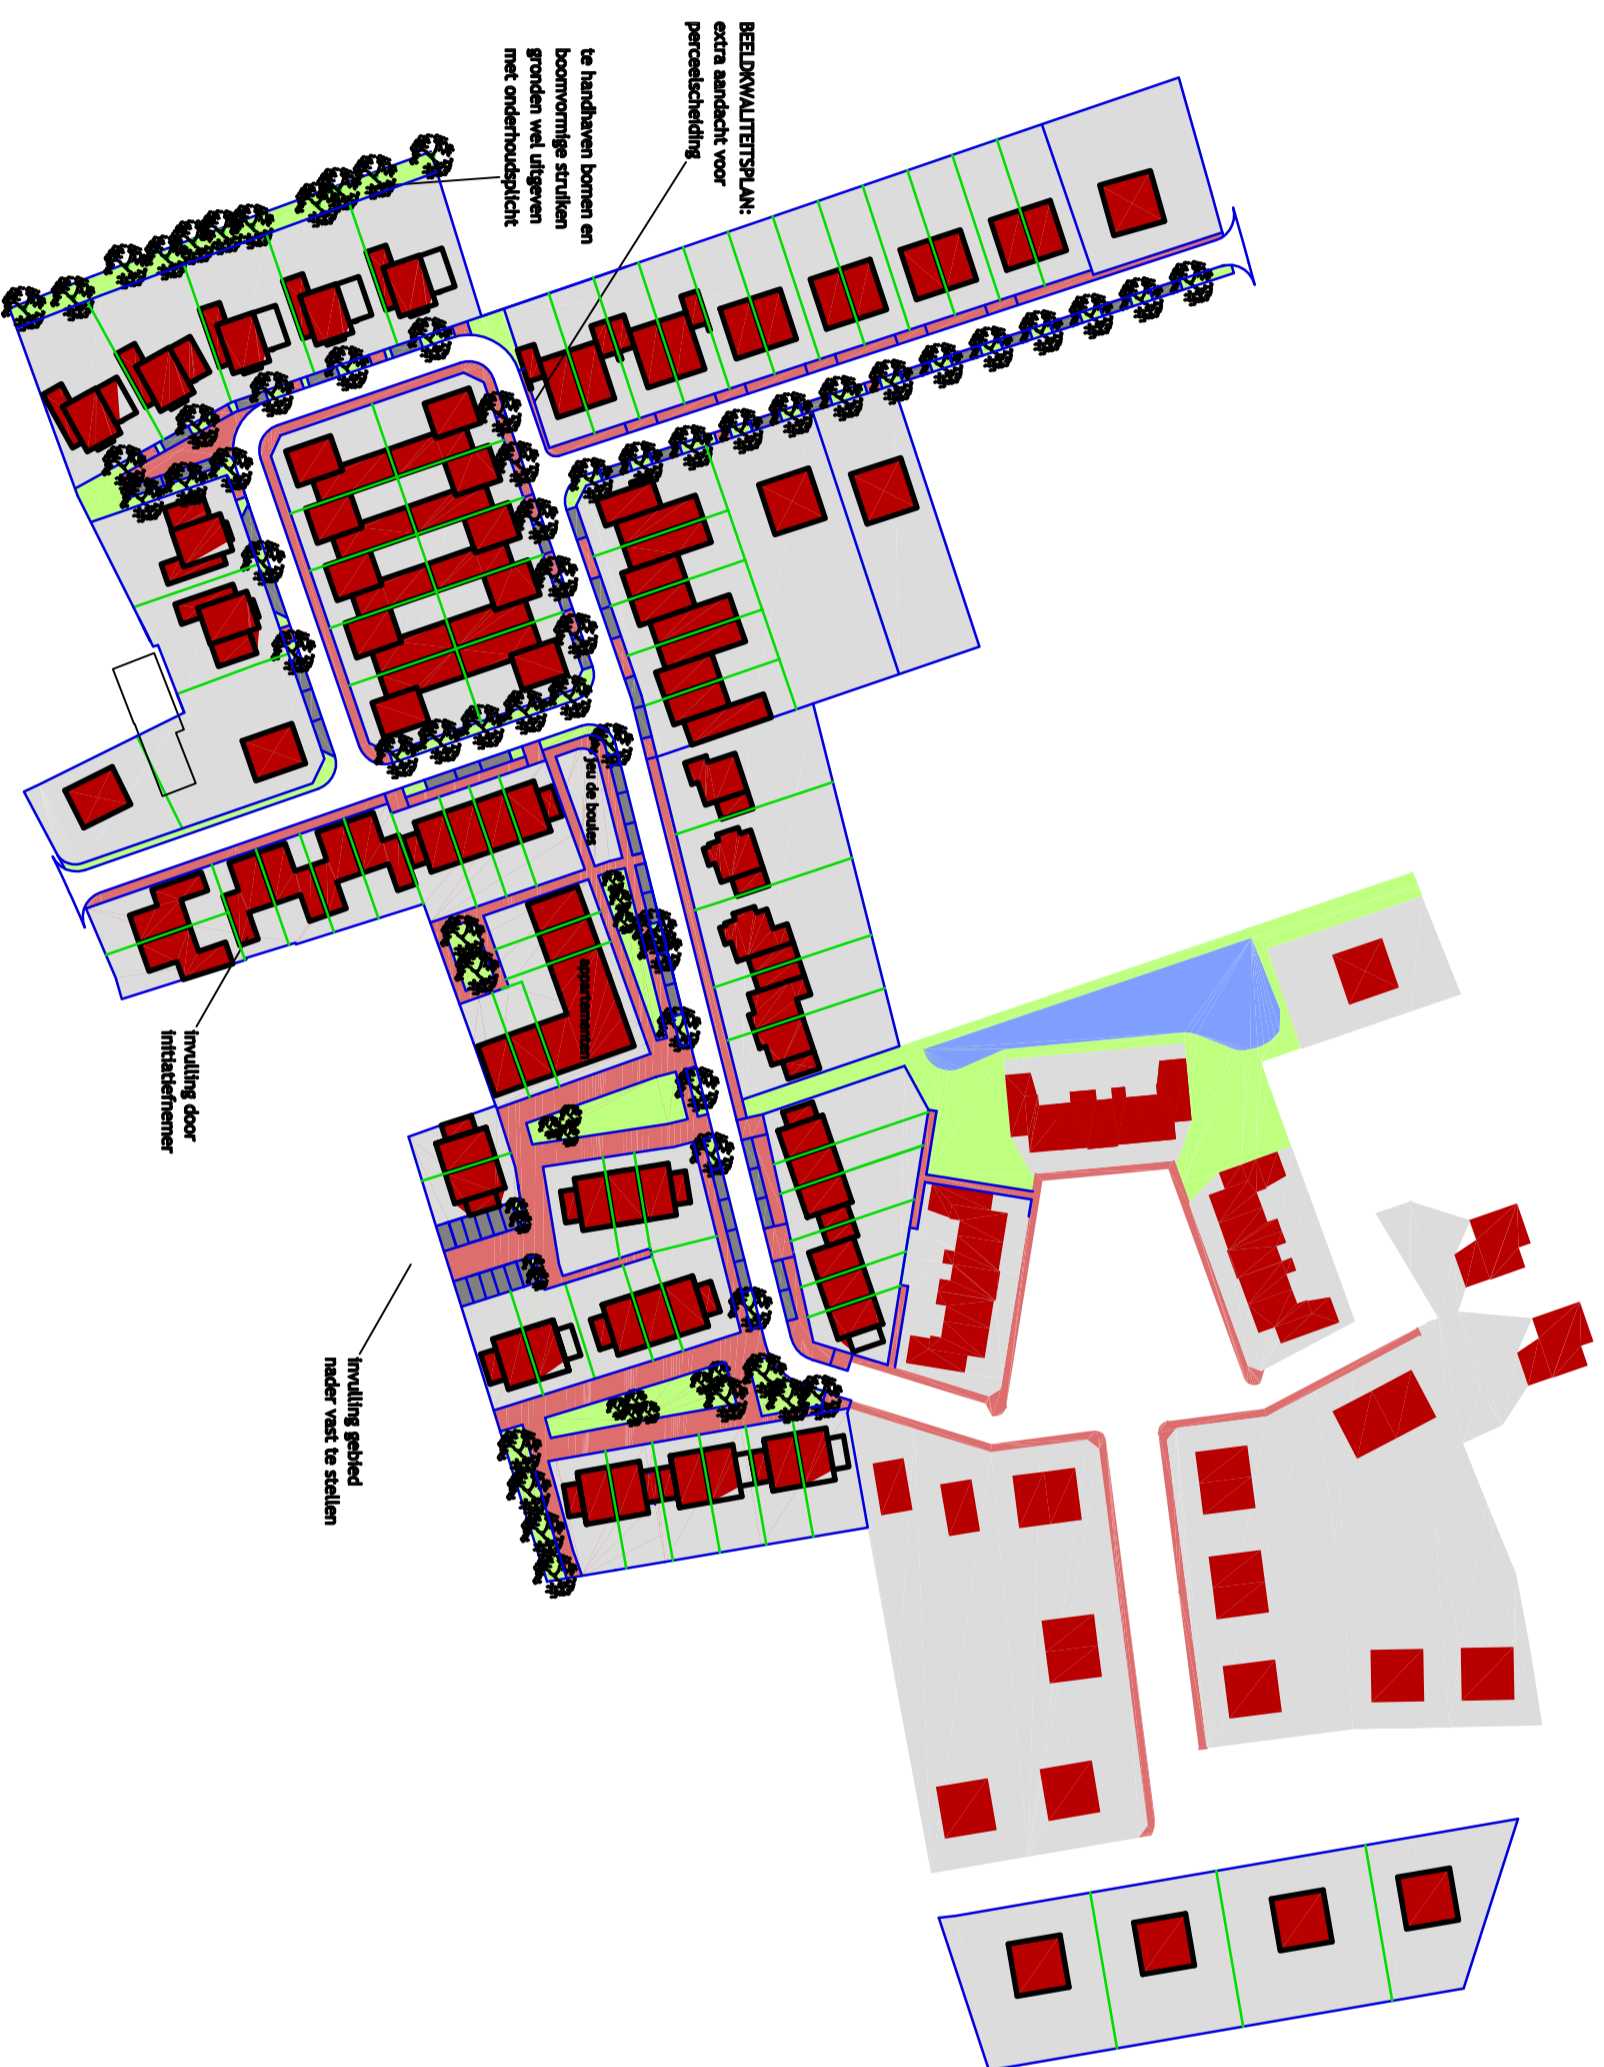 BEELDKWALITEITSPLAN:
extra aandacht voor
perceelscheiding
te handhaven bomen en
boomvormige struiken
gronden wel uitgeven
met onderhoudsplicht
jeu de boules
appartementen
invulling door
initiatiefnemer
invulling gebied
nader vast te stellen